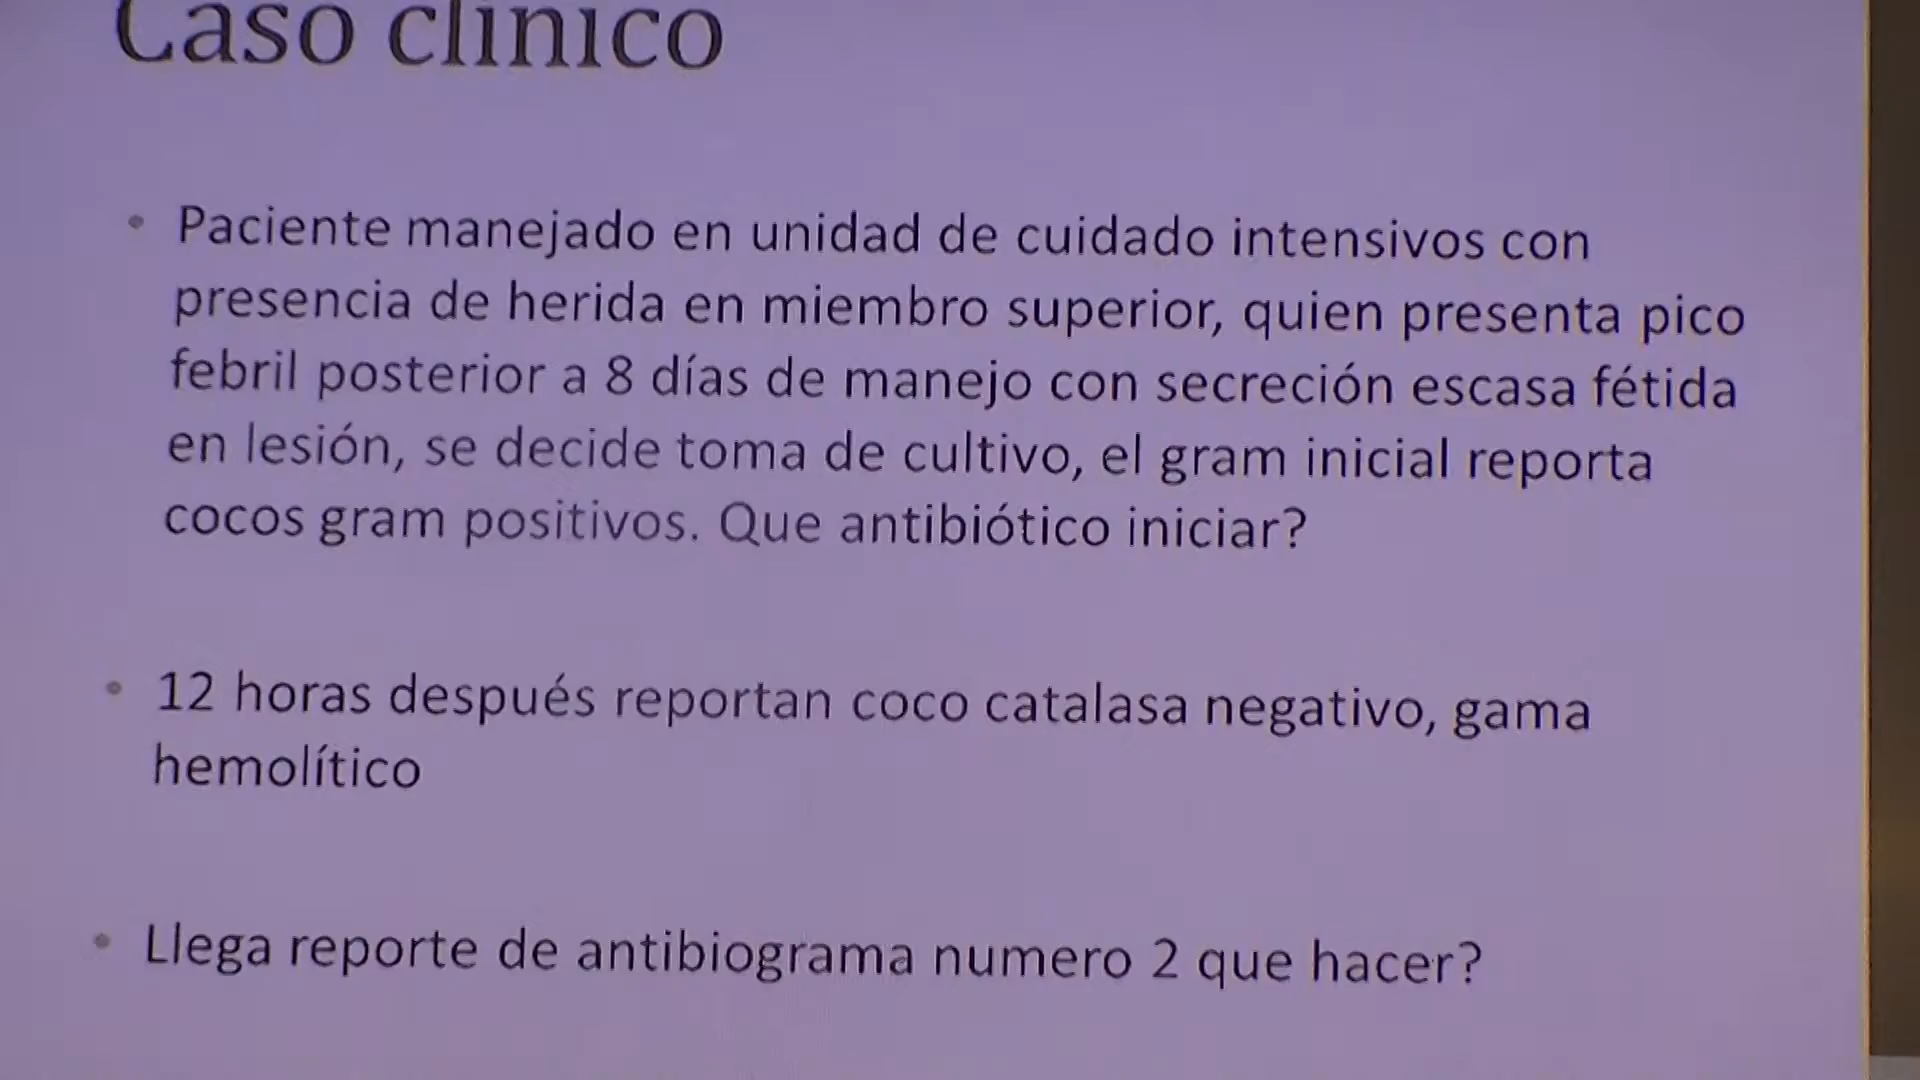 Caso clínico
Paciente manejado en unidad de cuidado intensivos con
presencia de herida en miembro superior, quien presenta pico
febril posterior a 8 días de manejo con secreción escasa fétida
en lesión, se decide toma de cultivo, el gram inicial reporta
cocos gram positivos. Que antibiótico iniciar?
12 horas después reportan coco catalasa negativo, gama
hemolítico
Llega reporte de antibiograma numero 2 que hacer?